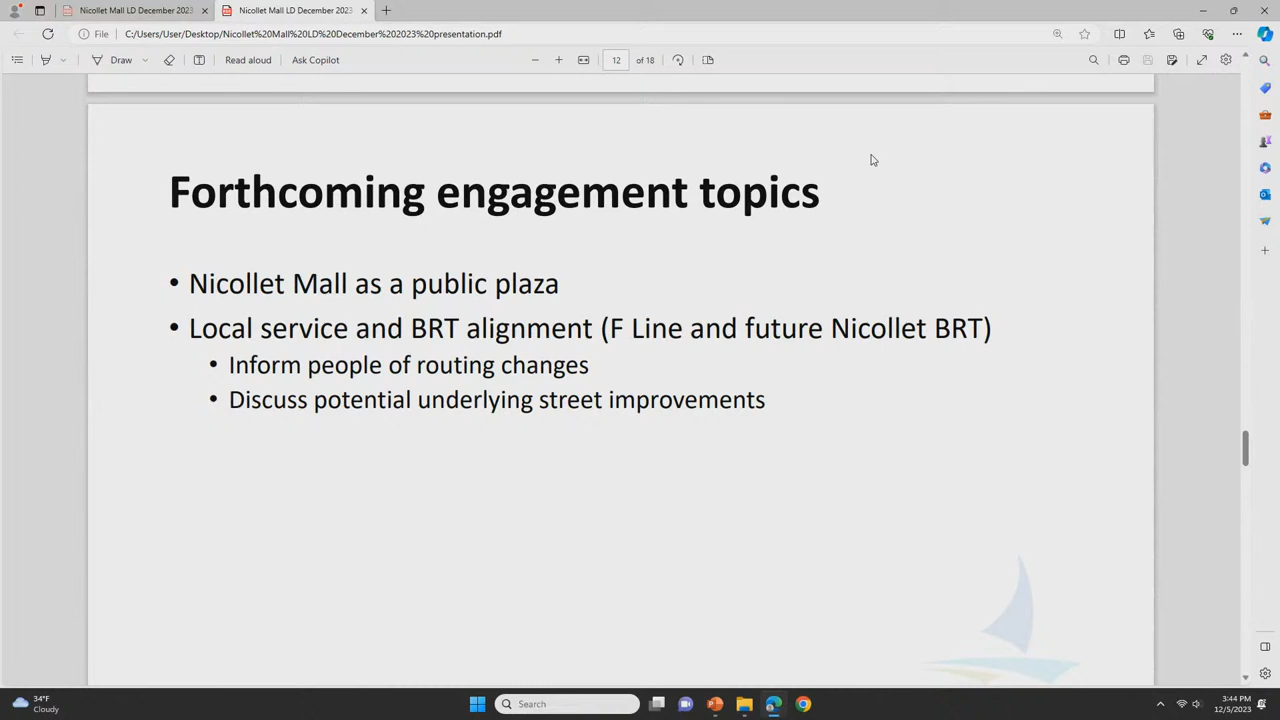 Nicollet Mall LD December 2023
Nicollet Mall LD December 2023
File
C:/Users/User/Desktop/Nicollet%20Mall%20LD%20December%202023%20presentation.pdf
Draw
Read aloud
Ask Copilot
12
of 18
Forthcoming engagement topics
• Nicollet Mall as a public plaza
• Local service and BRT alignment (F Line and future Nicollet BRT)
• Inform people of routing changes
• Discuss potential underlying street improvements
34°F
Cloudy
Search
3:44 PM
12/5/2023